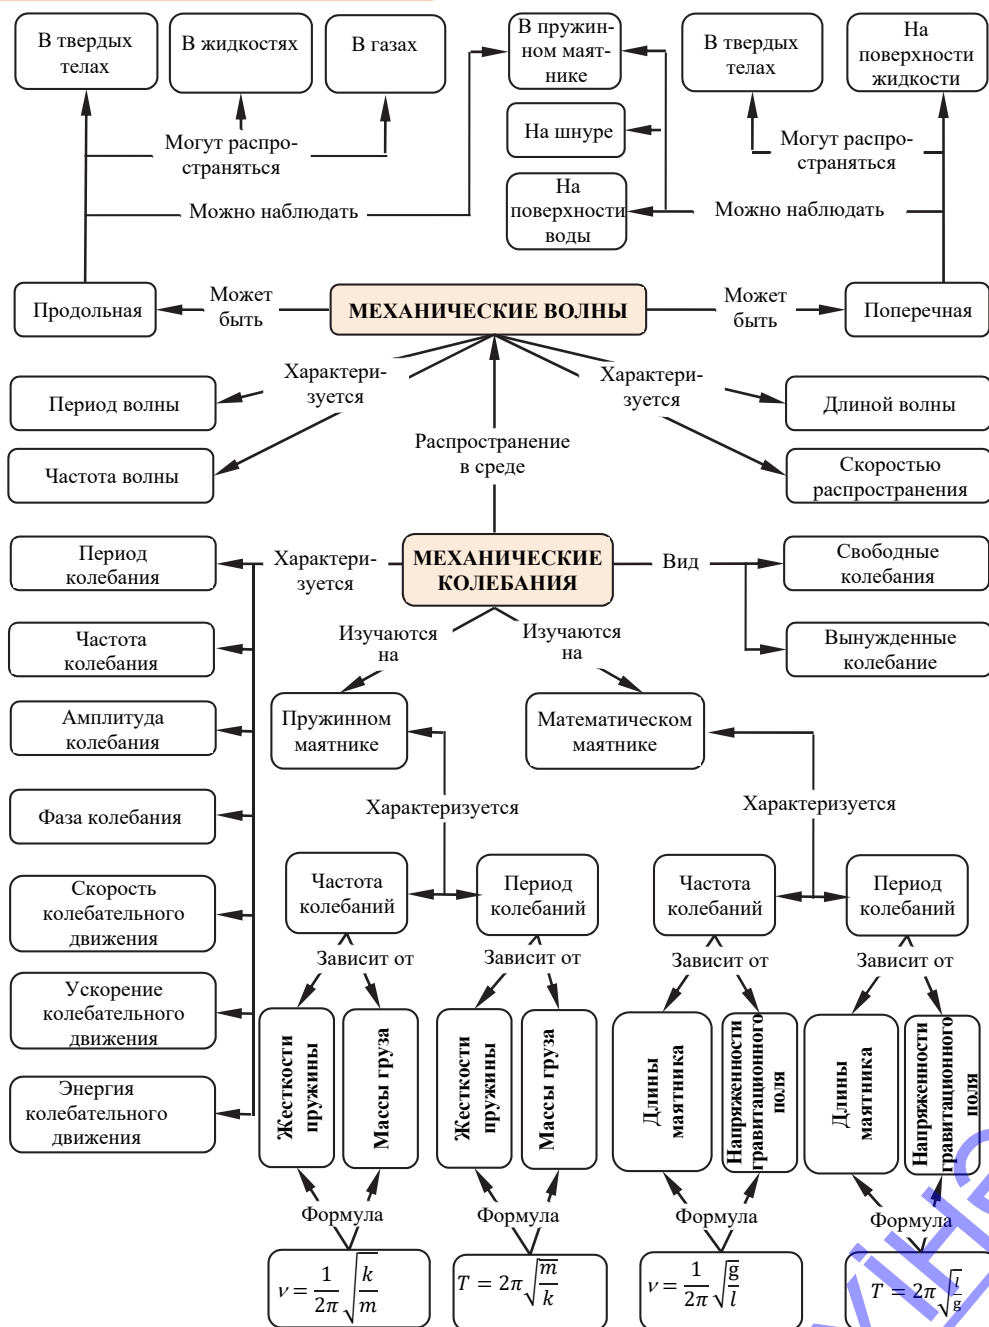 В твердых
телах
В жидкостях
В газах
В пружин-
ном маят-
нике
В твердых
телах
На
поверхности
жидкости
Могут распро-
страняться
На шнуре
Могут распро-
страняться
Можно наблюдать
На
поверхности
воды
Можно наблюдать
Продольная
Может
быть
МЕХАНИЧЕСКИЕ ВОЛНЫ
Может
быть
Поперечная
Характери-
зуется
Характери-
зуется
Период волны
Длиной волны
Распространение
в среде
Частота волны
Скоростью
распространения
Период
колебания
Характери-
зуется
МЕХАНИЧЕСКИЕ
КОЛЕБАНИЯ
Вид
Свободные
колебания
Частота
колебания
Изучаются
на
Изучаются
на
Вынужденные
колебание
Амплитуда
колебания
Пружинном
маятнике
Математическом
маятнике
Фаза колебания
Характеризуется
Характеризуется
Скорость
колебательного
движения
Частота
колебаний
Период
колебаний
Частота
колебаний
Период
колебаний
Зависит от
Зависит от
Зависит от
Зависит от
Ускорение
колебательного
движения
Энергия
колебательного
движения
Жесткости
пружины
Массы груза
Жесткости
пружины
Массы груза
Длины
маятника
Напряженности
гравитационного
поля
Длины
маятника
Напряженности
гравитационного
поля
Формула
Формула
Формула
Формула
ν = 1/2π √k/m
T = 2π √m/k
ν = 1/2π √g/l
T = 2π √l/g